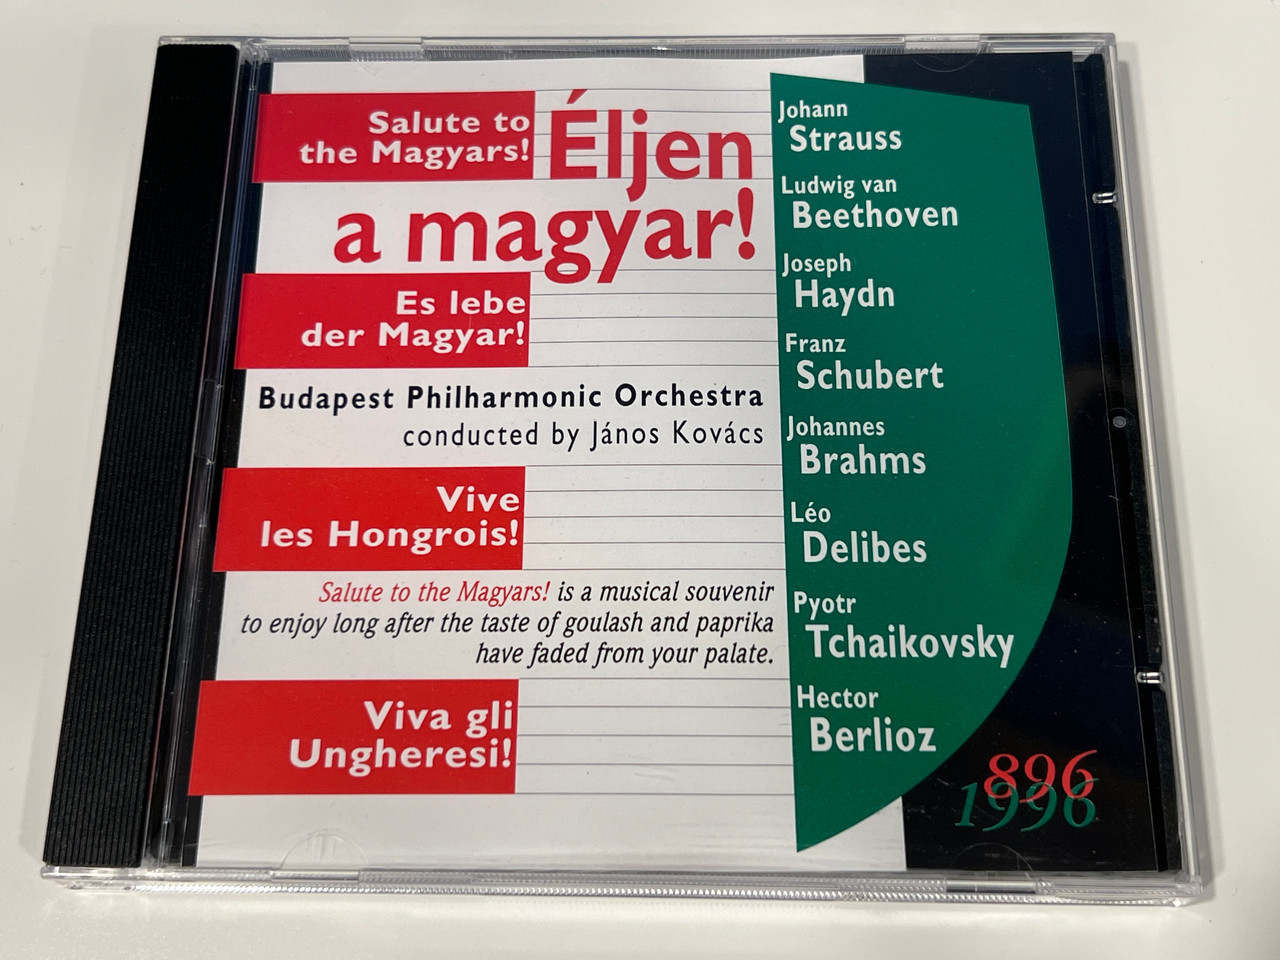 Salute to
the Magyars!
Éljen
a magyar!
Es lebe
der Magyar!
Budapest Philharmonic Orchestra
conducted by János Kovács
Vive
les Hongrois!
Salute to the Magyars! is a musical souvenir
to enjoy long after the taste of goulash and paprika
have faded from your palate.
Viva gli
Ungheresi!
Johann
Strauss
Ludwig van
Beethoven
Joseph
Haydn
Franz
Schubert
Johannes
Brahms
Léo
Delibes
Pyotr
Tchaikovsky
Hector
Berlioz
896
1996